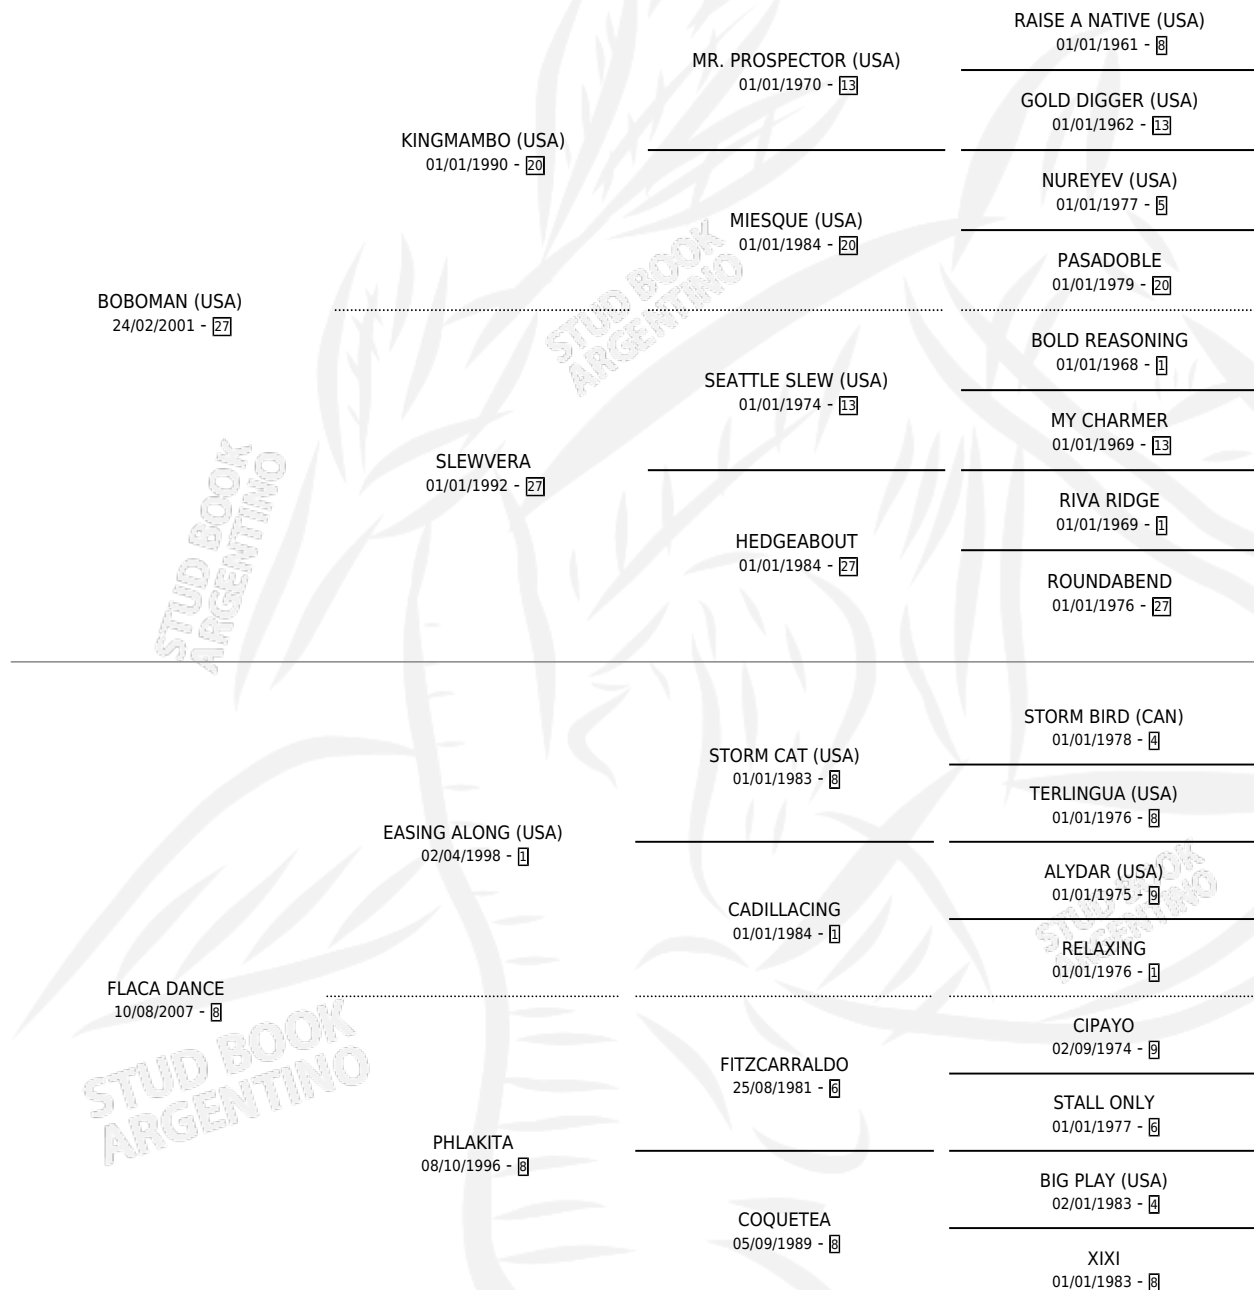 RAISE A NATIVE (USA)
01/01/1961 - 8
MR. PROSPECTOR (USA)
01/01/1970 - 13
GOLD DIGGER (USA)
01/01/1962 - 13
KINGMAMBO (USA)
01/01/1990 - 20
NUREYEV (USA)
01/01/1977 - 5
MIESQUE (USA)
01/01/1984 - 20
PASADOBLE
01/01/1979 - 20
BOBOMAN (USA)
24/02/2001 - 27
BOLD REASONING
01/01/1968 - 1
SEATTLE SLEW (USA)
01/01/1974 - 13
MY CHARMER
01/01/1969 - 13
SLEWVERA
01/01/1992 - 27
RIVA RIDGE
01/01/1969 - 1
HEDGEABOUT
01/01/1984 - 27
ROUNDABEND
01/01/1976 - 27
STORM BIRD (CAN)
01/01/1978 - 4
STORM CAT (USA)
01/01/1983 - 8
TERLINGUA (USA)
01/01/1976 - 8
EASING ALONG (USA)
02/04/1998 - 1
ALYDAR (USA)
01/01/1975 - 9
CADILLACING
01/01/1984 - 1
RELAXING
01/01/1976 - 1
FLACA DANCE
10/08/2007 - 8
CIPAYO
02/09/1974 - 9
FITZCARRALDO
25/08/1981 - 6
STALL ONLY
01/01/1977 - 6
PHLAKITA
08/10/1996 - 8
BIG PLAY (USA)
02/01/1983 - 4
COQUETEA
05/09/1989 - 8
XIXI
01/01/1983 - 8
STUD BOOK
ARGENTINO
STUD BOOK
ARGENTINO
STUD BOOK
ARGENTINO
STUD BOOK
ARGENTINO